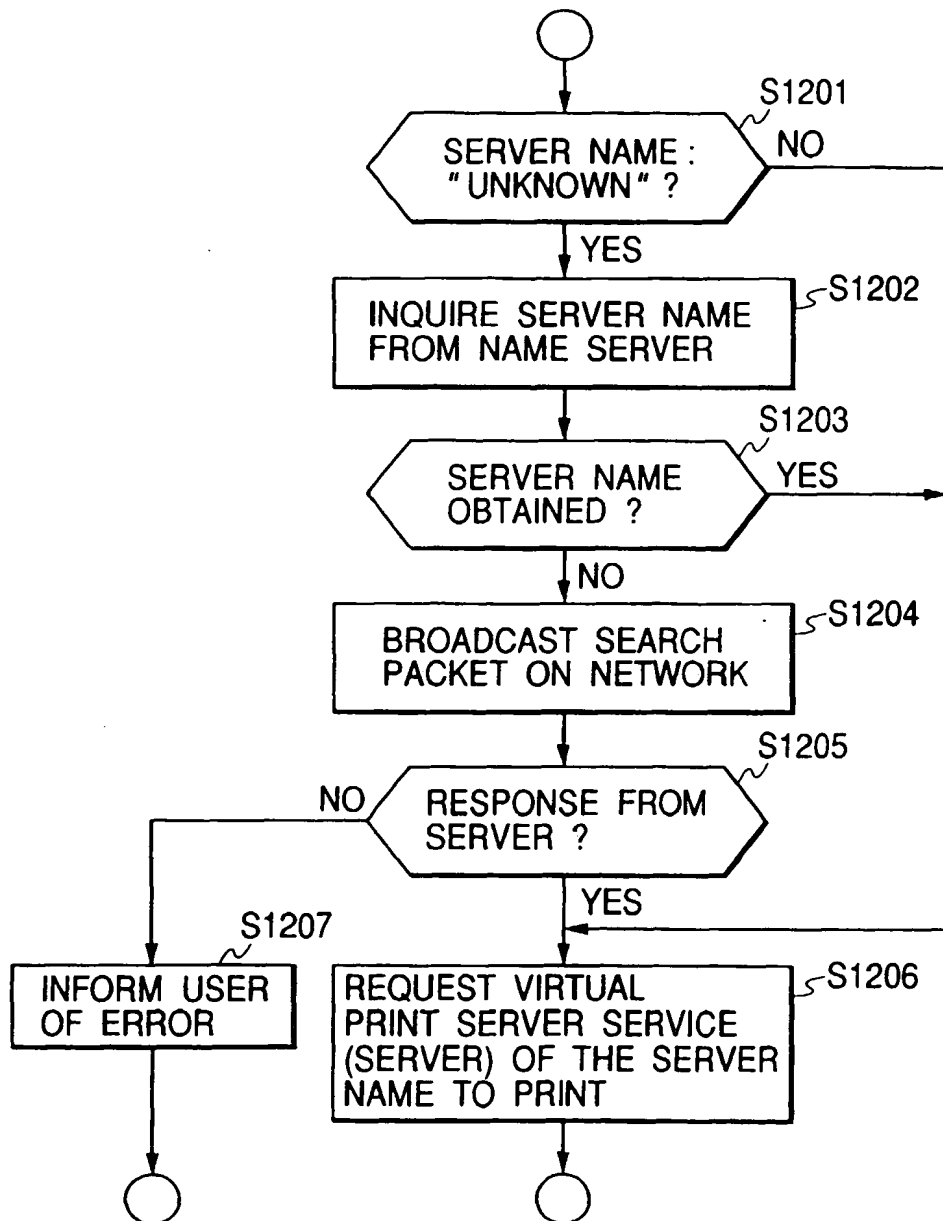 S1201
SERVER NAME :
"UNKNOWN" ?
NO
YES
S1202
INQUIRE SERVER NAME
FROM NAME SERVER
S1203
SERVER NAME
OBTAINED ?
YES
NO
S1204
BROADCAST SEARCH
PACKET ON NETWORK
S1205
NO
RESPONSE FROM
SERVER ?
YES
S1207
INFORM USER
OF ERROR
S1206
REQUEST VIRTUAL
PRINT SERVER SERVICE
(SERVER) OF THE SERVER
NAME TO PRINT